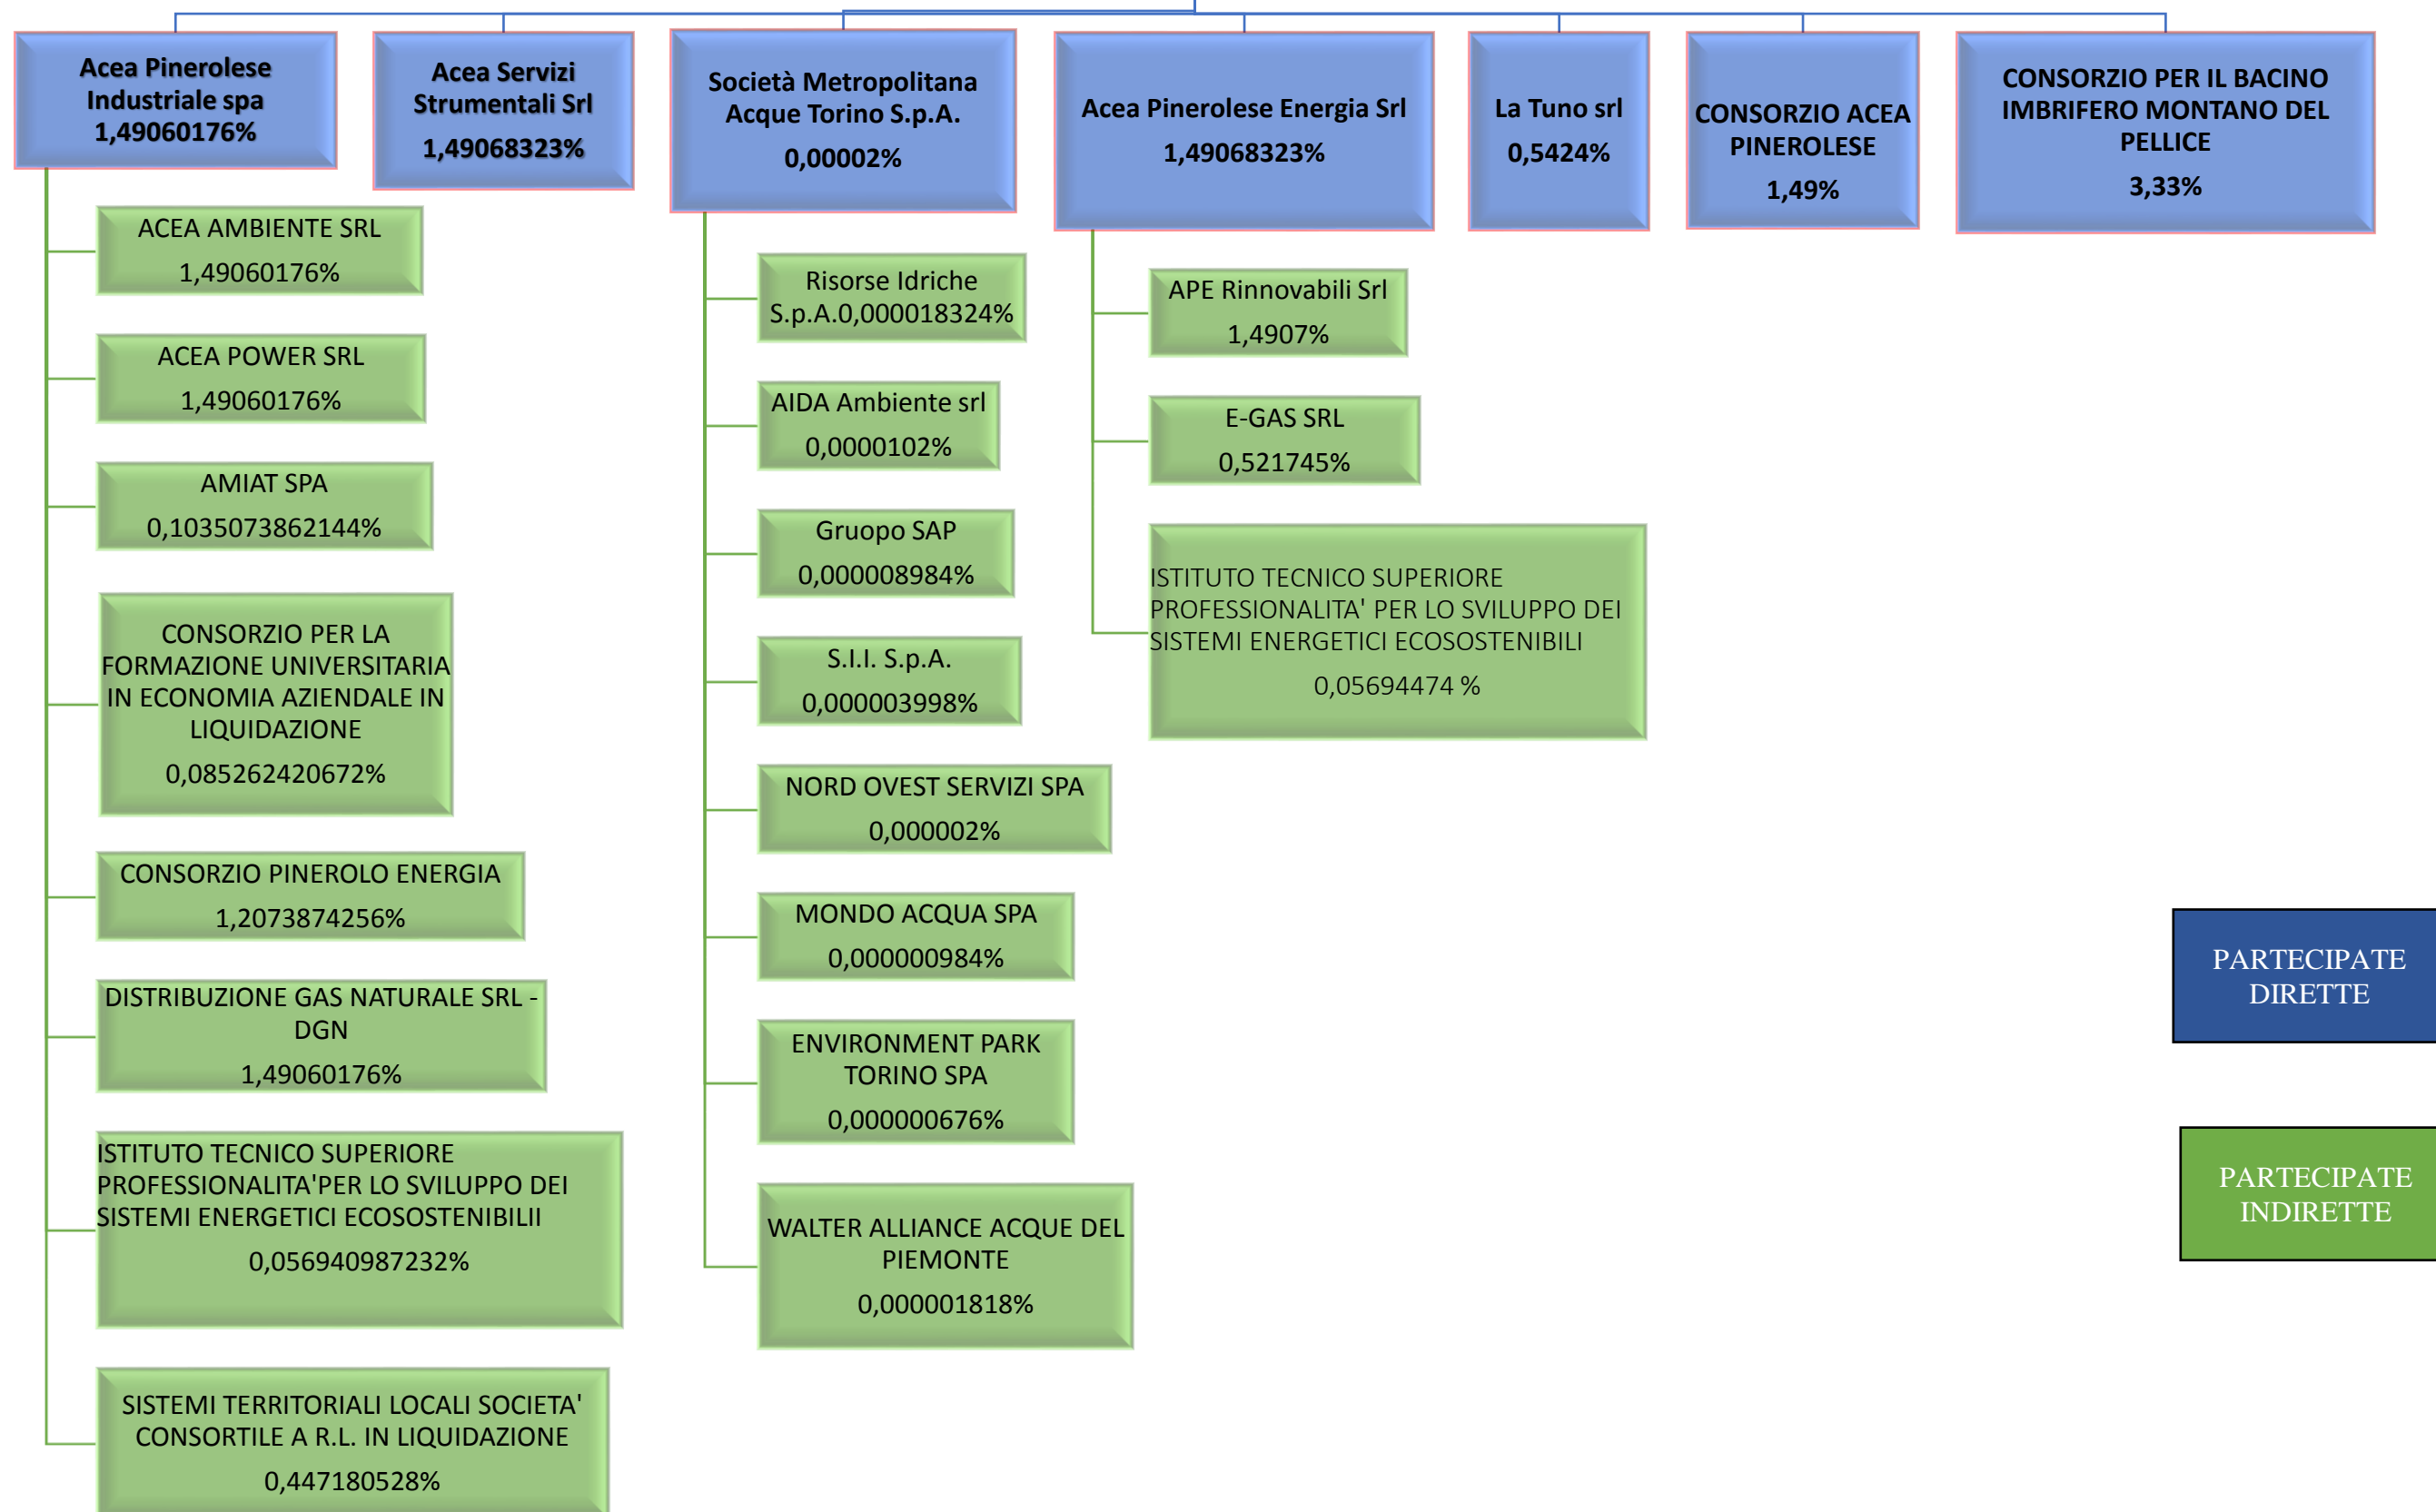 Acea Pinerolese
Industriale spa
1,49060176%
Acea Servizi
Strumentali Srl
1,49068323%
Società Metropolitana
Acque Torino S.p.A.
0,00002%
Acea Pinerolese Energia Srl
1,49068323%
La Tuno srl
0,5424%
CONSORZIO ACEA
PINEROLESE
1,49%
CONSORZIO PER IL BACINO
IMBRIFERO MONTANO DEL
PELLICE
3,33%
ACEA AMBIENTE SRL
1,49060176%
ACEA POWER SRL
1,49060176%
AMIAT SPA
0,1035073862144%
CONSORZIO PER LA
FORMAZIONE UNIVERSITARIA
IN ECONOMIA AZIENDALE IN
LIQUIDAZIONE
0,085262420672%
CONSORZIO PINEROLO ENERGIA
1,2073874256%
DISTRIBUZIONE GAS NATURALE SRL -
DGN
1,49060176%
ISTITUTO TECNICO SUPERIORE
PROFESSIONALITA'PER LO SVILUPPO DEI
SISTEMI ENERGETICI ECOSOSTENIBILII
0,056940987232%
SISTEMI TERRITORIALI LOCALI SOCIETA'
CONSORTILE A R.L. IN LIQUIDAZIONE
0,447180528%
Risorse Idriche
S.p.A.0,000018324%
AIDA Ambiente srl
0,0000102%
Gruopo SAP
0,000008984%
S.I.I. S.p.A.
0,000003998%
NORD OVEST SERVIZI SPA
0,000002%
MONDO ACQUA SPA
0,000000984%
ENVIRONMENT PARK
TORINO SPA
0,000000676%
WALTER ALLIANCE ACQUE DEL
PIEMONTE
0,000001818%
APE Rinnovabili Srl
1,4907%
E-GAS SRL
0,521745%
ISTITUTO TECNICO SUPERIORE
PROFESSIONALITA' PER LO SVILUPPO DEI
SISTEMI ENERGETICI ECOSOSTENIBILI
0,05694474 %
PARTECIPATE
DIRETTE
PARTECIPATE
INDIRETTE